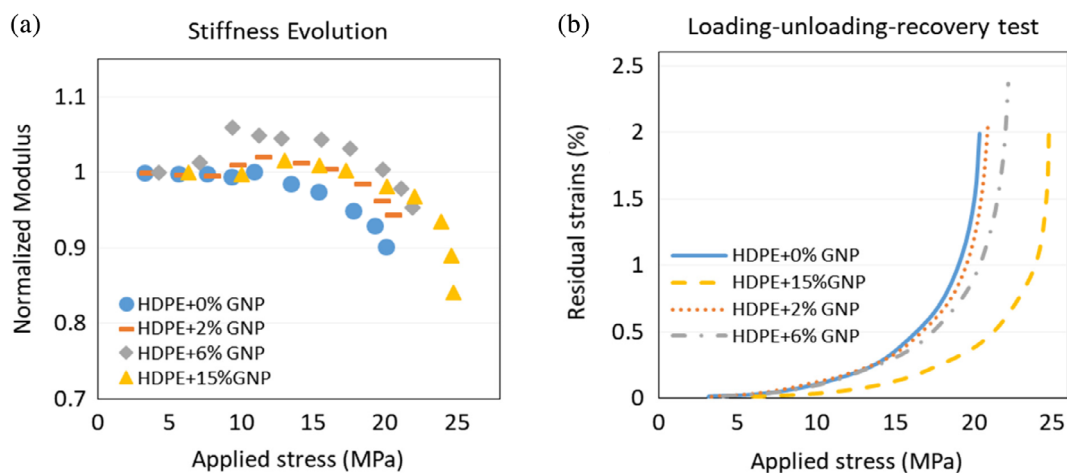 (a)
Stiffness Evolution
Normalized Modulus
1.1
1
0.9
0.8
0.7
HDPE+0% GNP
HDPE+2% GNP
HDPE+6% GNP
HDPE+15%GNP
0 5 10 15 20 25
Applied stress (MPa)
(b)
Loading-unloading-recovery test
Residual strains (%)
2.5
2
1.5
1
0.5
0
HDPE+0% GNP
HDPE+15%GNP
HDPE+2% GNP
HDPE+6% GNP
0 5 10 15 20 25
Applied stress (MPa)